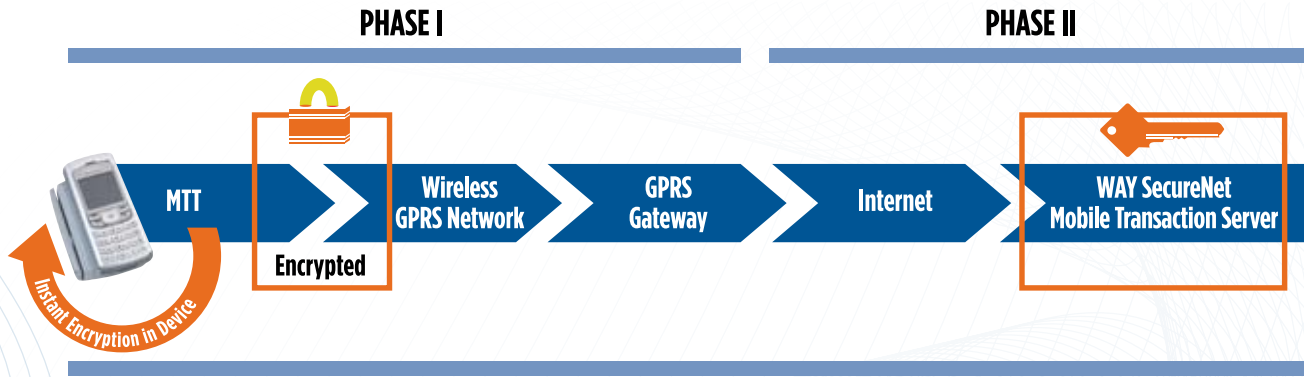 PHASE I
PHASE II
MTT
Encrypted
Wireless
GPRS Network
GPRS
Gateway
Internet
WAY SecureNet
Mobile Transaction Server
Instant Encryption in Device